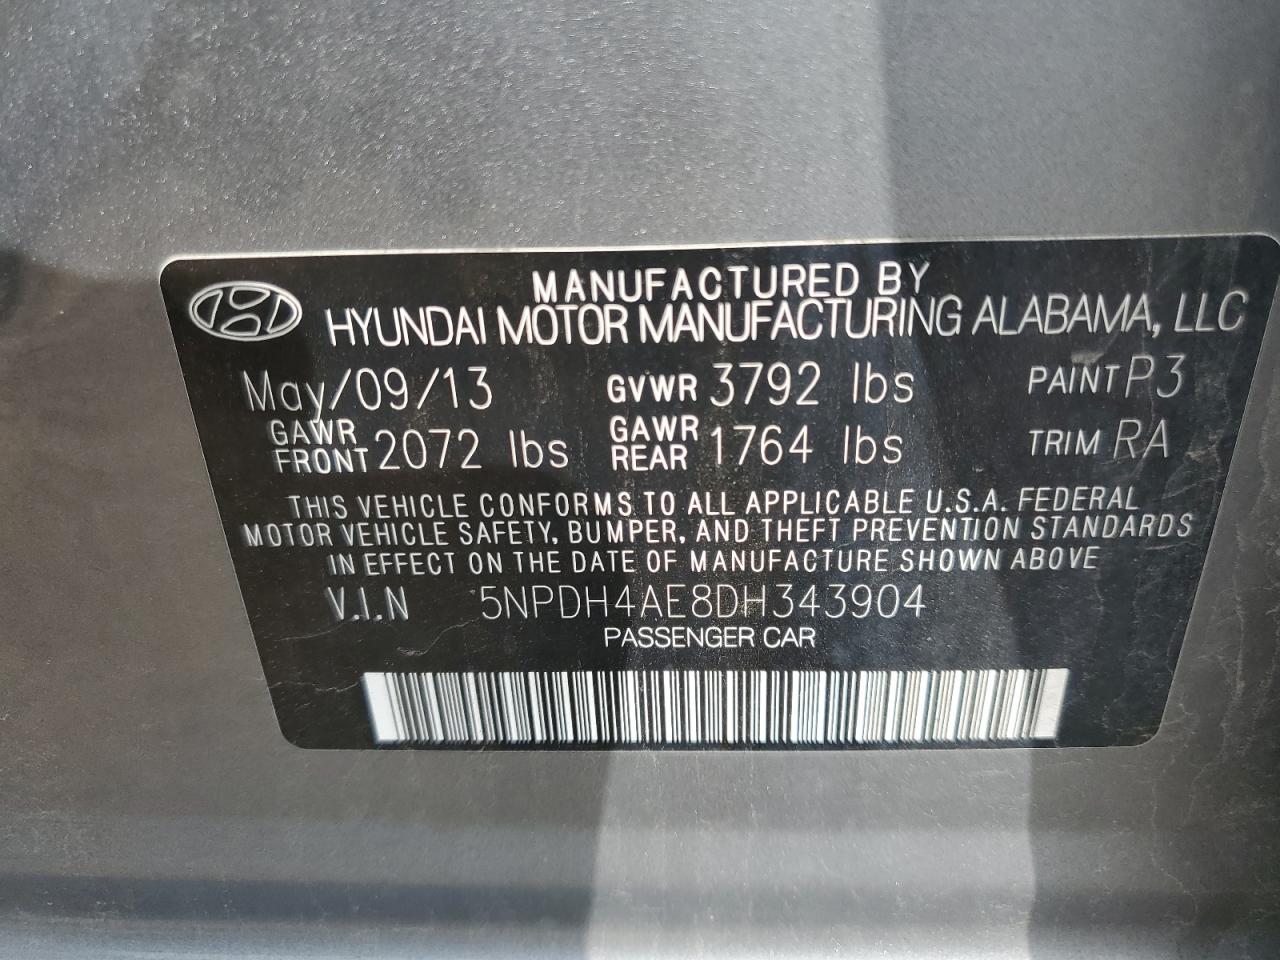 MANUFACTURED BY
HYUNDAI MOTOR MANUFACTURING ALABAMA, LLC
May/09/13 GVWR 3792 lbs PAINT P3
GAWR FRONT 2072 lbs GAWR REAR 1764 lbs TRIM RA
THIS VEHICLE CONFORMS TO ALL APPLICABLE U.S.A. FEDERAL
MOTOR VEHICLE SAFETY, BUMPER, AND THEFT PREVENTION STANDARDS
IN EFFECT ON THE DATE OF MANUFACTURE SHOWN ABOVE
V.I.N 5NPDH4AE8DH343904
PASSENGER CAR